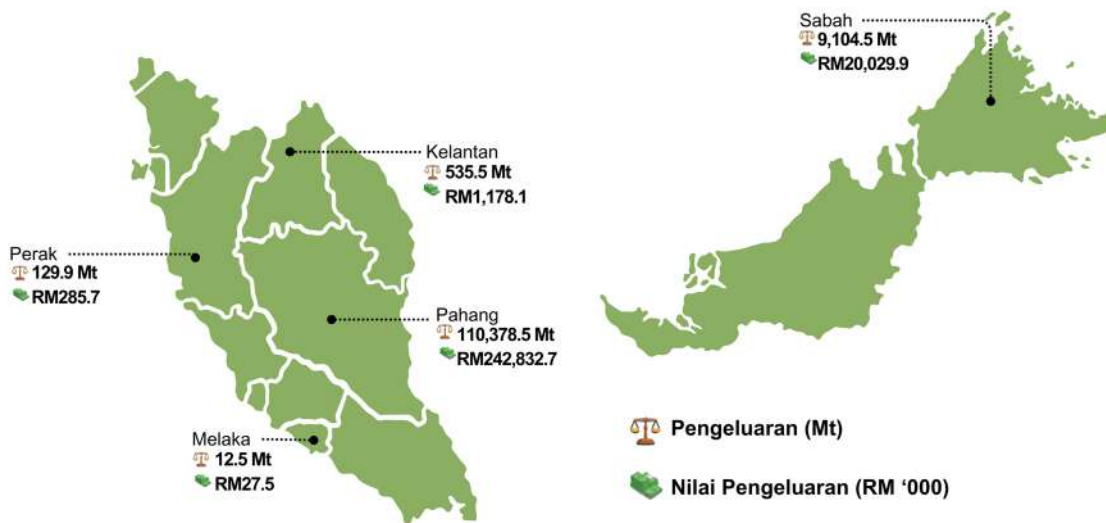 Sabah
9,104.5 Mt
RM20,029.9
Kelantan
535.5 Mt
RM1,178.1
Perak
129.9 Mt
RM285.7
Pahang
110,378.5 Mt
RM242,832.7
Melaka
12.5 Mt
RM27.5
Pengeluaran (Mt)
Nilai Pengeluaran (RM ‘000)